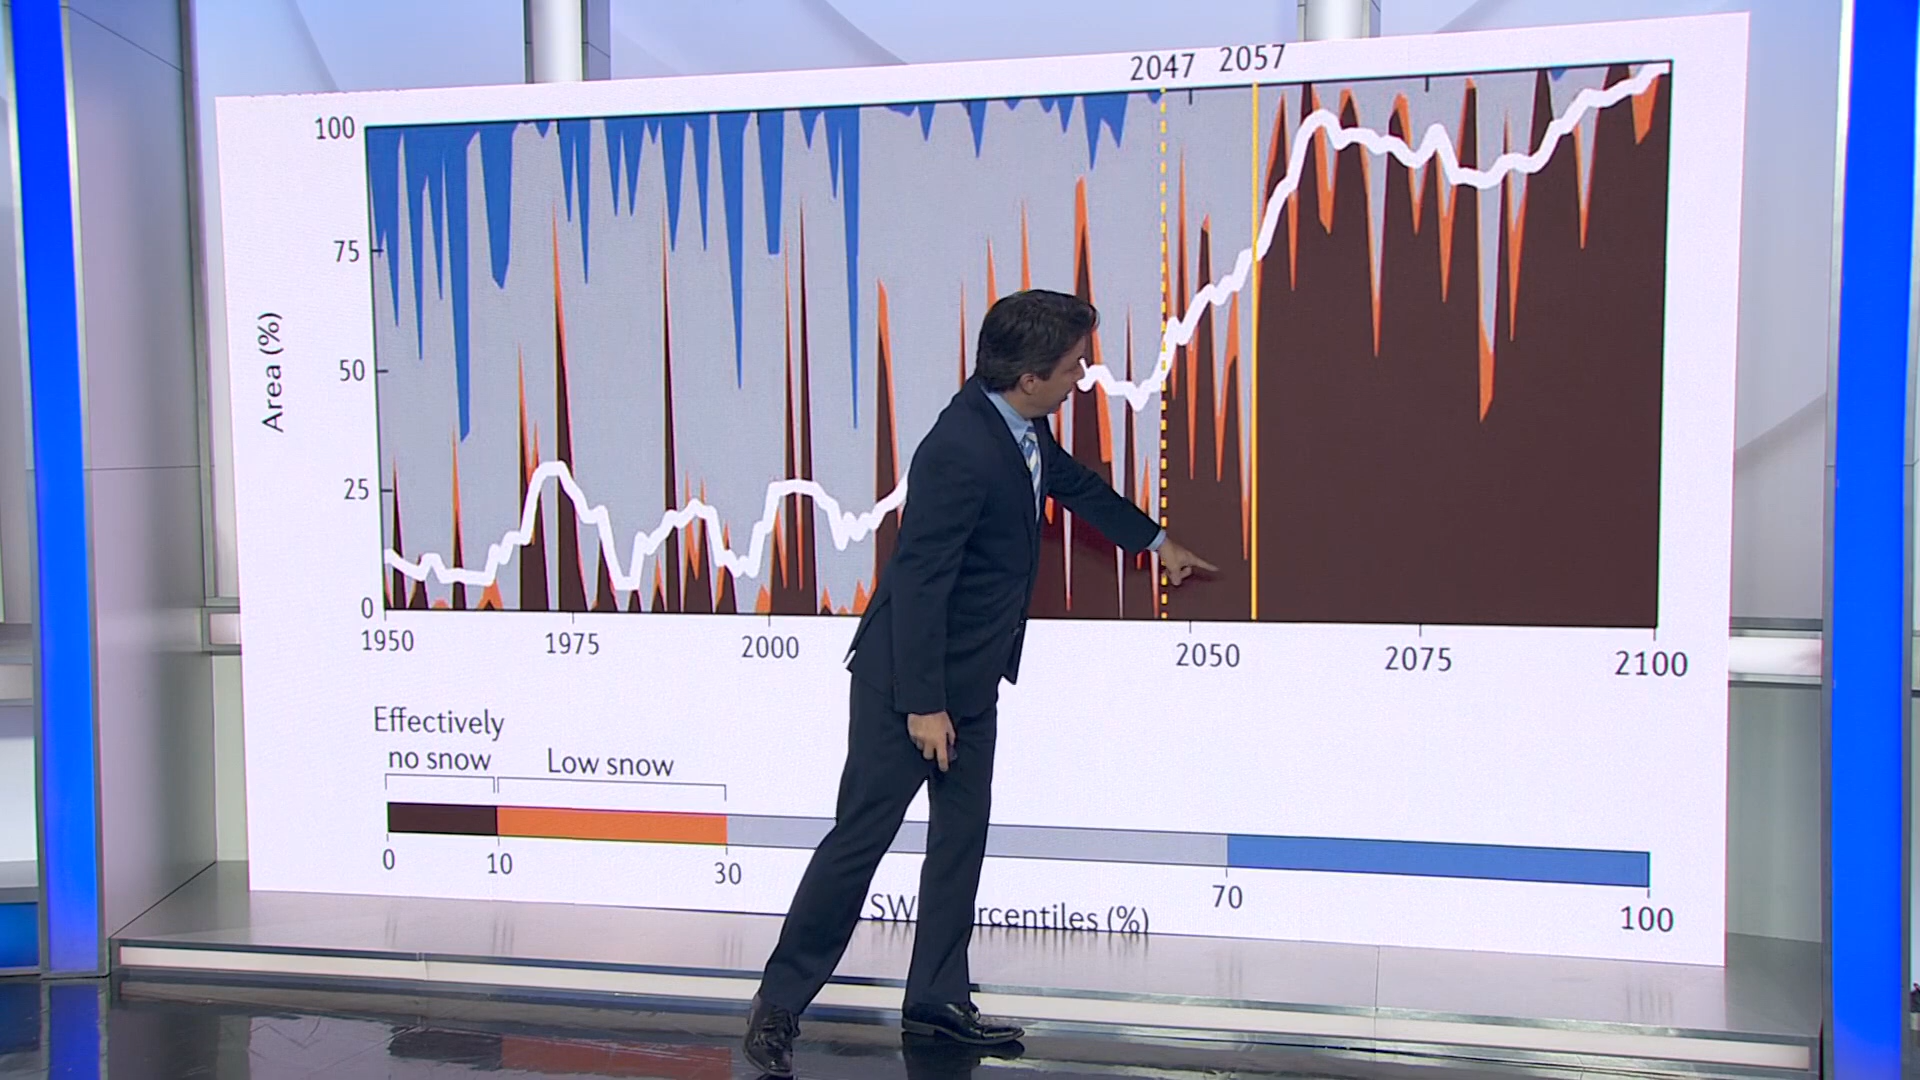 2047 2057
100
75
50
25
0
Area (%)
1950 1975 2000 2050 2075 2100
Effectively
no snow
Low snow
0 10 30 70 100
(%)